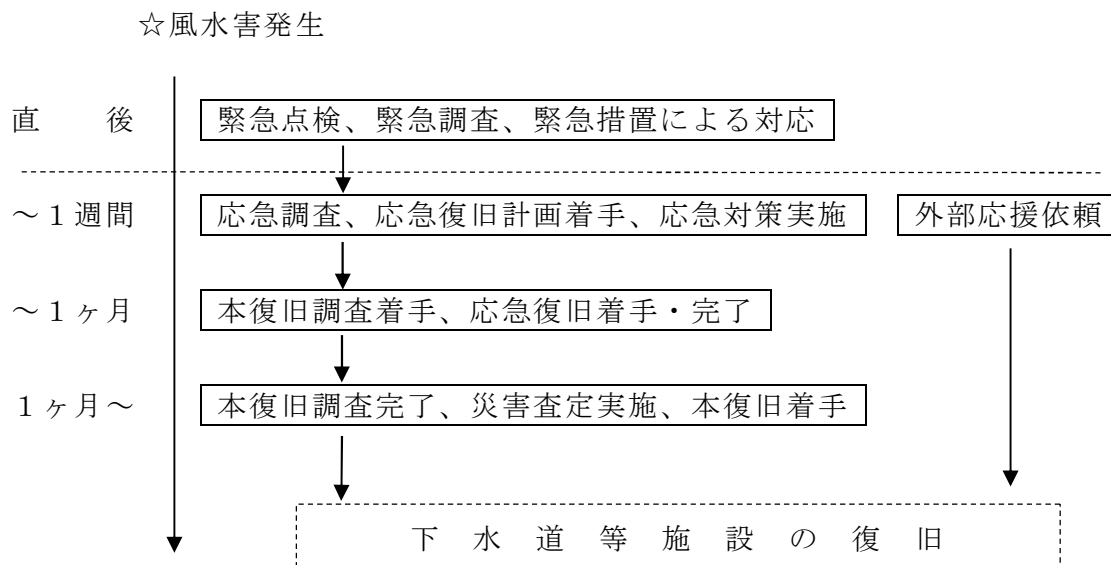 ☆風水害発生
直　　後　緊急点検、緊急調査、緊急措置による対応
～１週間　応急調査、応急復旧計画着手、応急対策実施　外部応援依頼
～１ヶ月　本復旧調査着手、応急復旧着手・完了
１ヶ月～　本復旧調査完了、災害査定実施、本復旧着手
下水道等施設の復旧